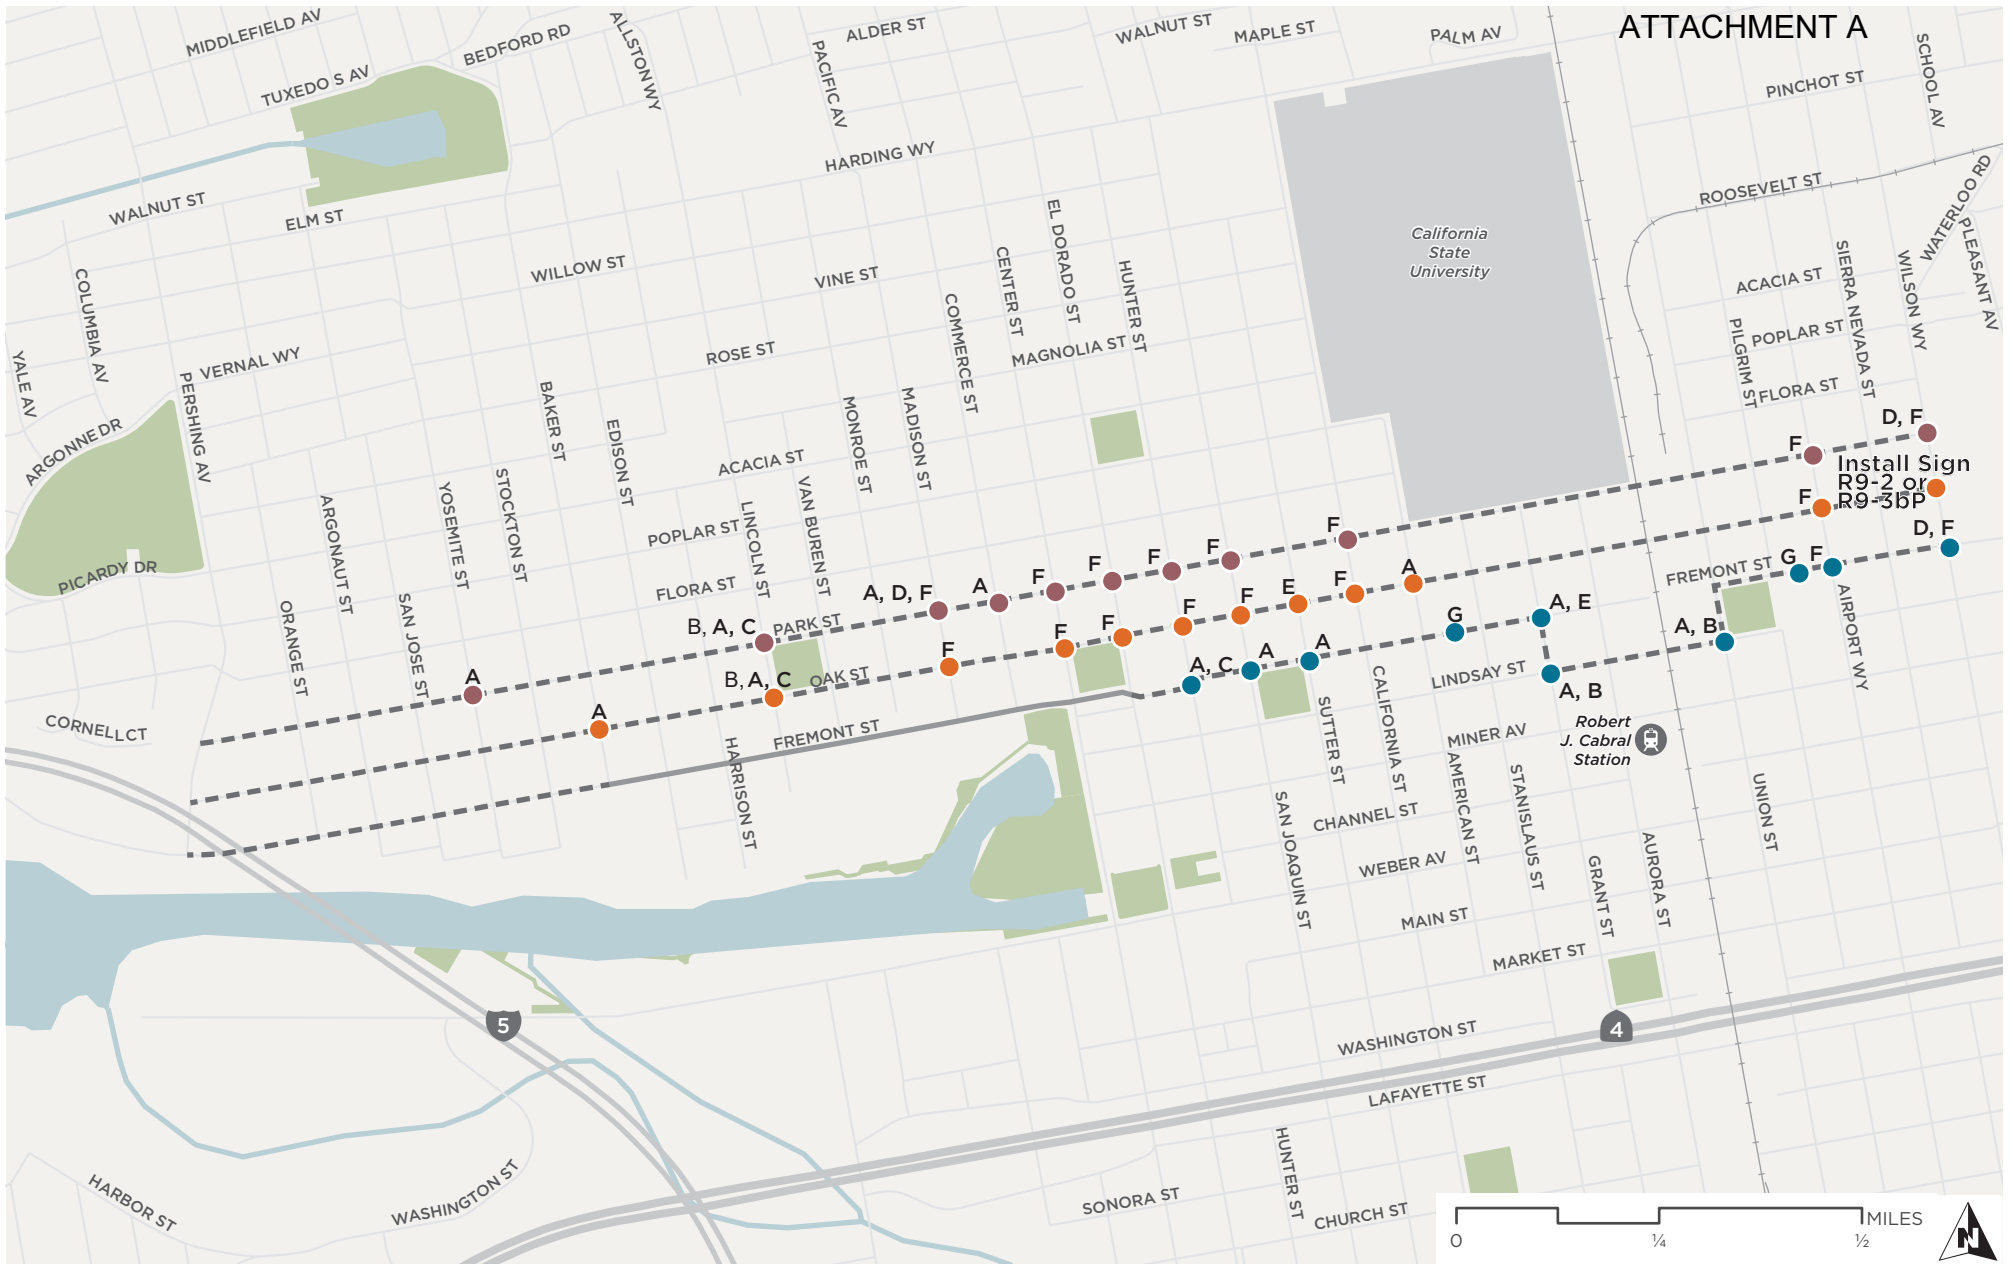 ATTACHMENT A
MIDDLEFIELD AV
TUXEDO S AV
BEDFORD RD
ALLSTON WY
PACIFIC AV
ALDER ST
WALNUT ST
MAPLE ST
PALM AV
PINCHOT ST
SCHOOL AV
HARDING WY
WALNUT ST
ELM ST
ROOSEVELT ST
WATERLOO RD
PLEASANT AV
California
State
University
WILLOW ST
VINE ST
CENTER ST
EL DORADO ST
HUNTER ST
COLUMBIA AV
YALE AV
VERNAL WY
PERSHING AV
ARGONNE DR
ROSE ST
COMMERCE ST
MAGNOLIA ST
ACACIA ST
SIERRA NEVADA ST
WILSON WY
POPLAR ST
PILGRIM ST
FLORA ST
BAKER ST
EDISON ST
MONROE ST
MADISON ST
ACACIA ST
VAN BUREN ST
LINCOLN ST
POPLAR ST
STOCKTON ST
YOSEMITE ST
ARGONAUT ST
PICARDY DR
FLORA ST
SAN JOSE ST
ORANGE ST
D, F
F
Install Sign
R9-2 or
R9-3bP
F
D, F
F
F
F
F
F
A
A, D, F
B, A, C
PARK ST
A
A
F
E
F
F
F
F
F
B, A, C
OAK ST
A
G
F
FREMONT ST
AIRPORT WY
A, B
A, E
G
A
A
A, C
A, B
LINDSAY ST
CORNELL CT
FREMONT ST
HARRISON ST
SUTTER ST
CALIFORNIA ST
MINER AV
Robert
J. Cabral
Station
AMERICAN ST
STANISLAUS ST
UNION ST
SAN JOAQUIN ST
CHANNEL ST
WEBER AV
GRANT ST
AURORA ST
MAIN ST
MARKET ST
5
4
WASHINGTON ST
LAFAYETTE ST
HUNTER ST
HARBOR ST
WASHINGTON ST
SONORA ST
CHURCH ST
MILES
0
¼
½
N